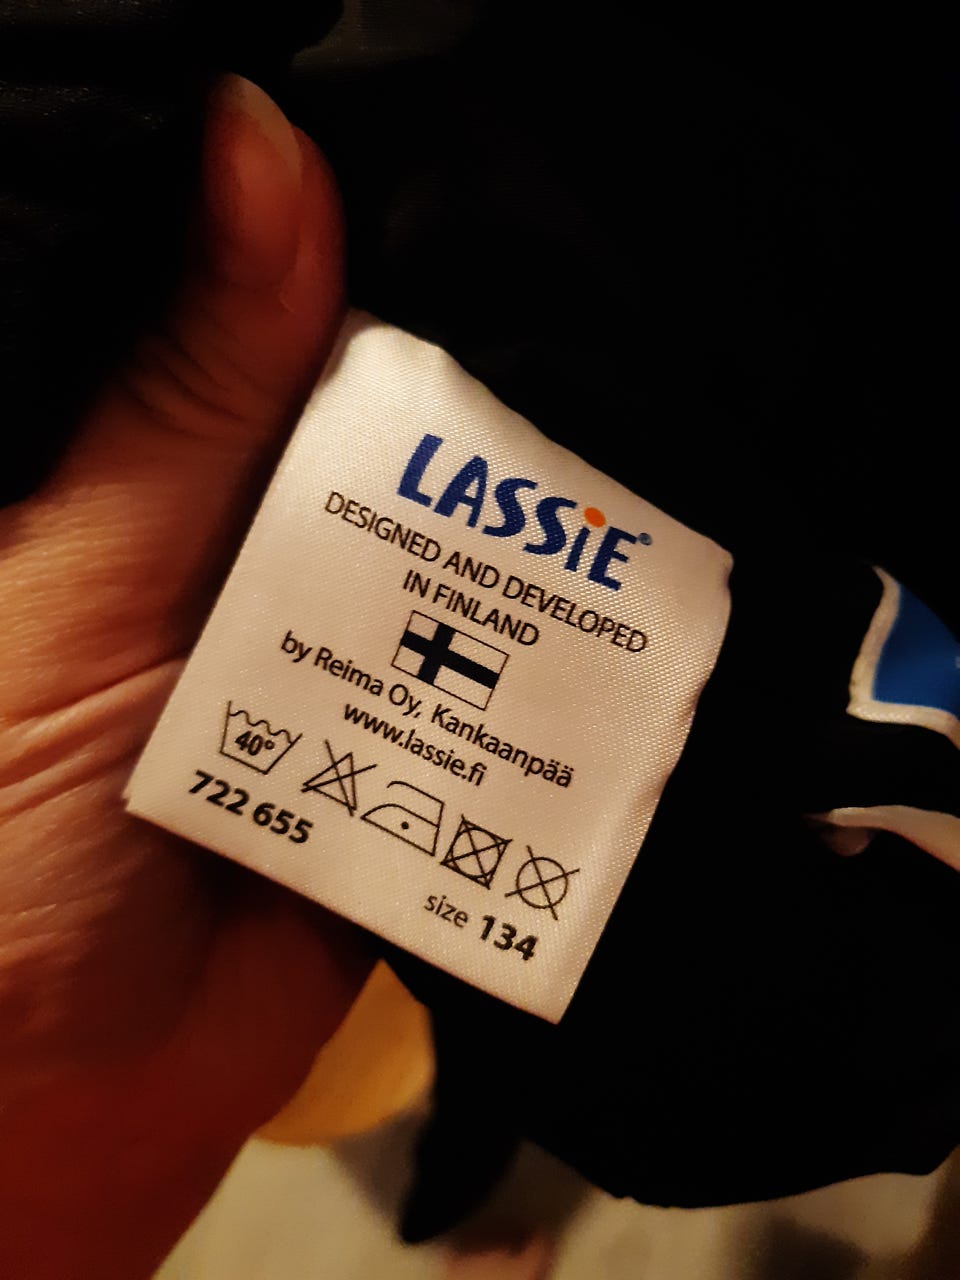 LASSiE®
DESIGNED AND DEVELOPED
IN FINLAND
by Reima Oy, Kankaanpää
www.lassie.fi
40°
722 655
size 134